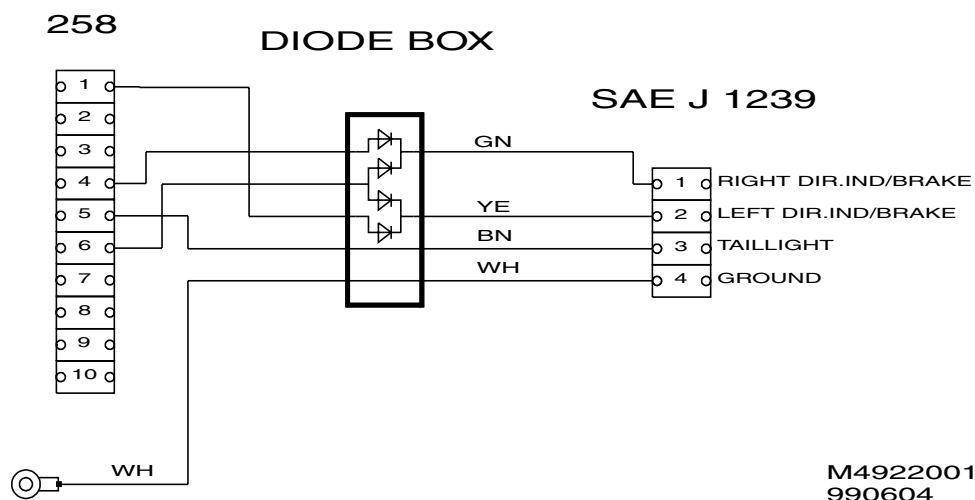 258
DIODE BOX
SAE J 1239
1
2
3
4
5
6
7
8
9
10
GN
YE
BN
WH
1 RIGHT DIR.IND/BRAKE
2 LEFT DIR.IND/BRAKE
3 TAILLIGHT
4 GROUND
WH
M4922001
990604